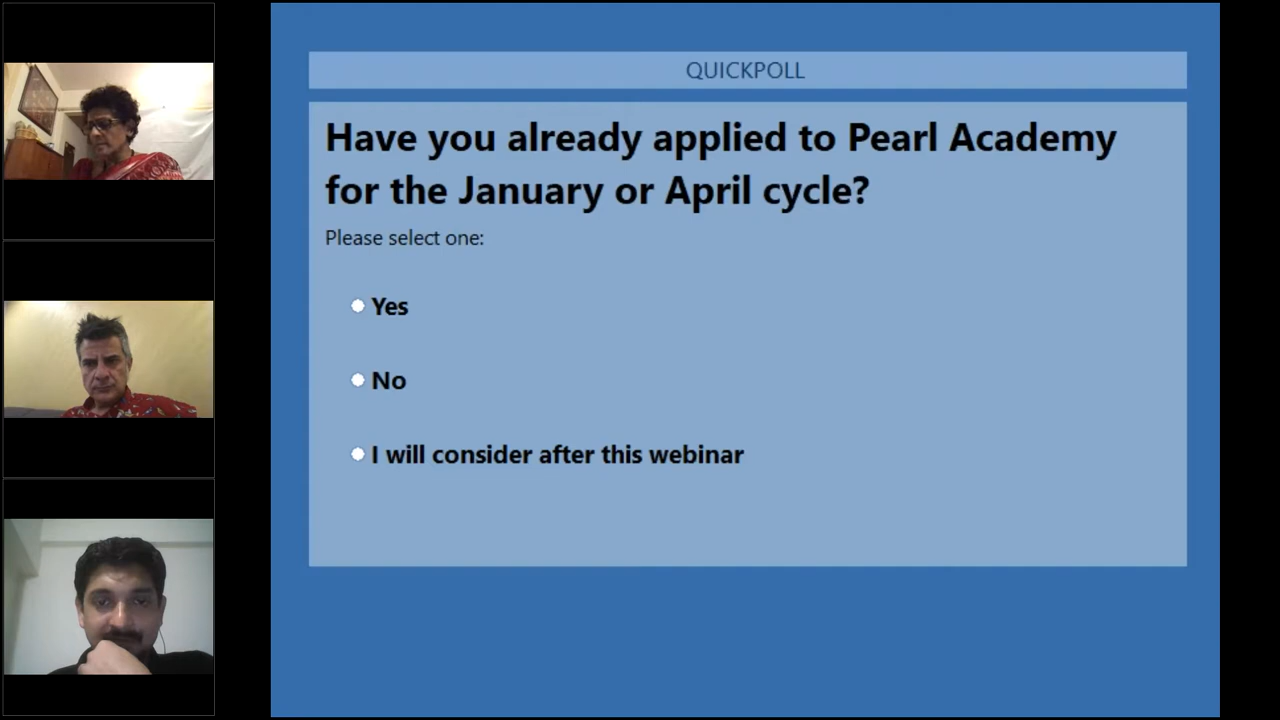 QUICKPOLL
Have you already applied to Pearl Academy
for the January or April cycle?
Please select one:
Yes
No
I will consider after this webinar